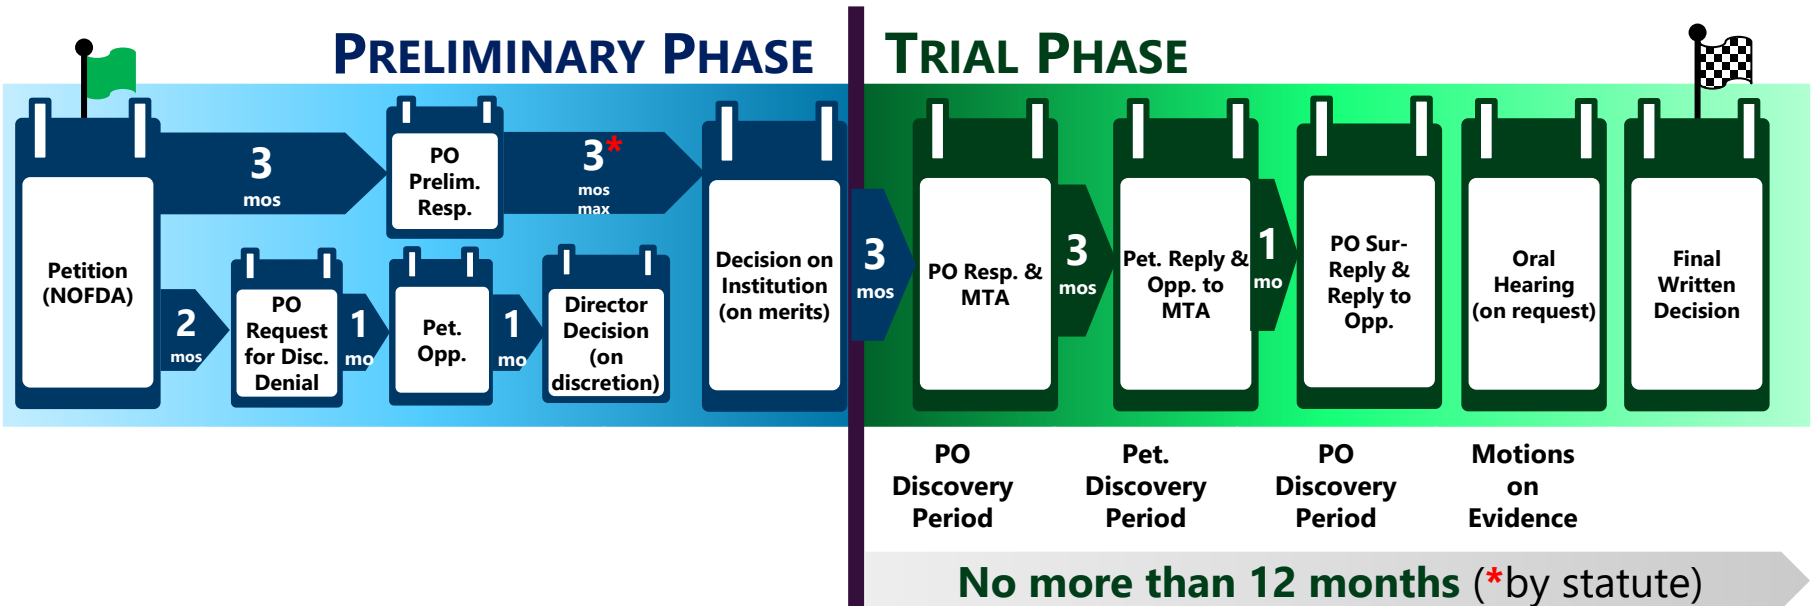 PRELIMINARY PHASE
TRIAL PHASE
Petition
(NOFDA)
3
mos
PO
Prelim.
Resp.
3*
mos
max
2
mos
PO
Request
for Disc.
Denial
1
mo
Pet.
Opp.
1
mo
Director
Decision
(on
discretion)
Decision on
Institution
(on merits)
3
mos
PO Resp. &
MTA
3
mos
Pet. Reply &
Opp. to
MTA
1
mo
PO Sur-
Reply &
Reply to
Opp.
Oral
Hearing
(on request)
Final
Written
Decision
PO
Discovery
Period
Pet.
Discovery
Period
PO
Discovery
Period
Motions
on
Evidence
No more than 12 months (*by statute)